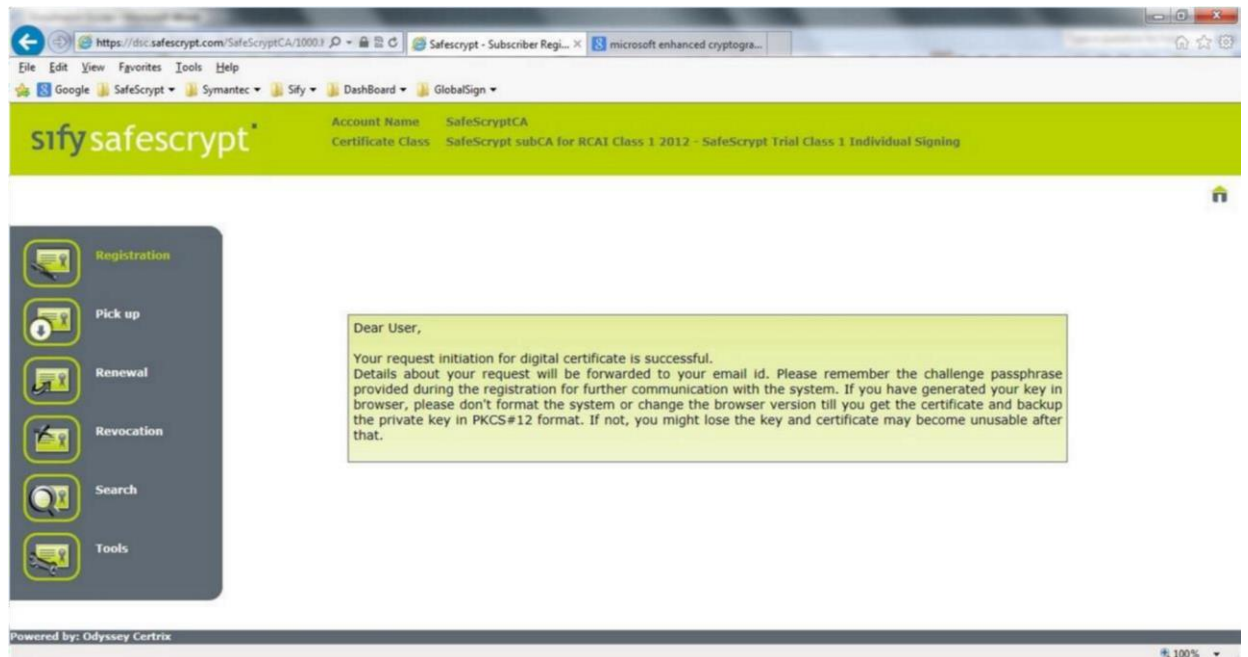 https://dsc.safescrypt.com/SafeScryptCA/1000.h
Safescrypt - Subscriber Regi...
microsoft enhanced cryptogra...
File Edit View Favorites Tools Help
Google SafeScrypt Symantec Sify DashBoard GlobalSign
sify safescrypt
Account Name SafeScryptCA
Certificate Class SafeScrypt subCA for RCAI Class 1 2012 - SafeScrypt Trial Class 1 Individual Signing
Registration
Pick up
Renewal
Revocation
Search
Tools
Dear User,
Your request initiation for digital certificate is successful.
Details about your request will be forwarded to your email id. Please remember the challenge passphrase
provided during the registration for further communication with the system. If you have generated your key in
browser, please don't format the system or change the browser version till you get the certificate and backup
the private key in PKCS#12 format. If not, you might lose the key and certificate may become unusable after
that.
Powered by: Odyssey Certrix
100%